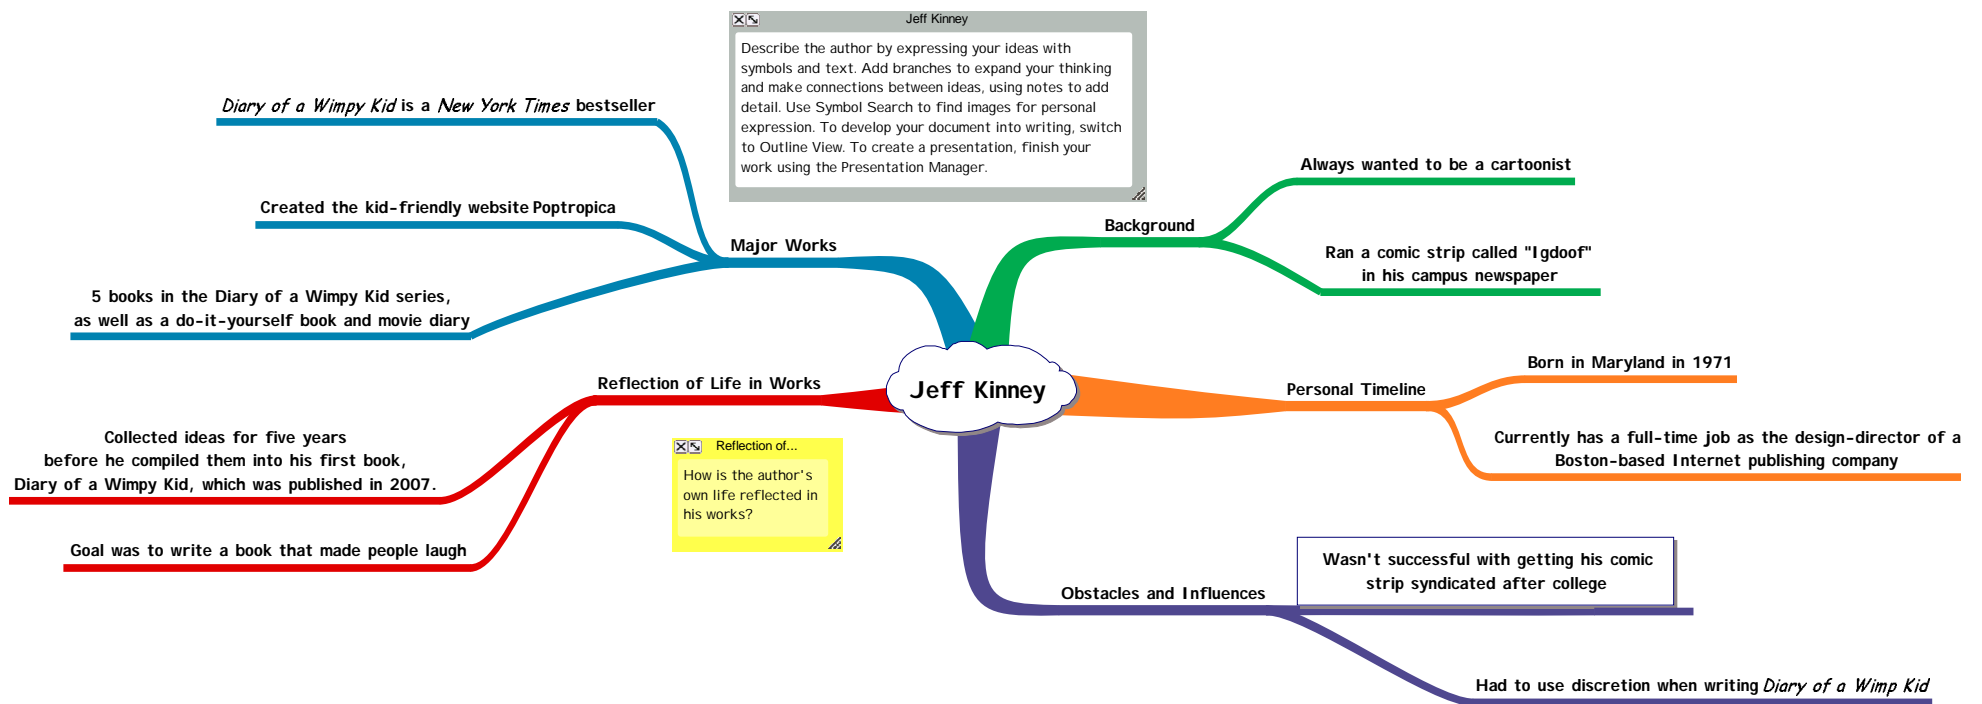 Jeff Kinney
Describe the author by expressing your ideas with
symbols and text. Add branches to expand your thinking
and make connections between ideas, using notes to add
detail. Use Symbol Search to find images for personal
expression. To develop your document into writing, switch
to Outline View. To create a presentation, finish your
work using the Presentation Manager.
Diary of a Wimpy Kid is a New York Times bestseller
Created the kid-friendly website Poptropica
Major Works
5 books in the Diary of a Wimpy Kid series,
as well as a do-it-yourself book and movie diary
Background
Always wanted to be a cartoonist
Ran a comic strip called "Igdoof"
in his campus newspaper
Jeff Kinney
Reflection of Life in Works
Collected ideas for five years
before he compiled them into his first book,
Diary of a Wimpy Kid, which was published in 2007.
Goal was to write a book that made people laugh
Reflection of...
How is the author's
own life reflected in
his works?
Personal Timeline
Born in Maryland in 1971
Currently has a full-time job as the design-director of a
Boston-based Internet publishing company
Obstacles and Influences
Wasn't successful with getting his comic
strip syndicated after college
Had to use discretion when writing Diary of a Wimp Kid